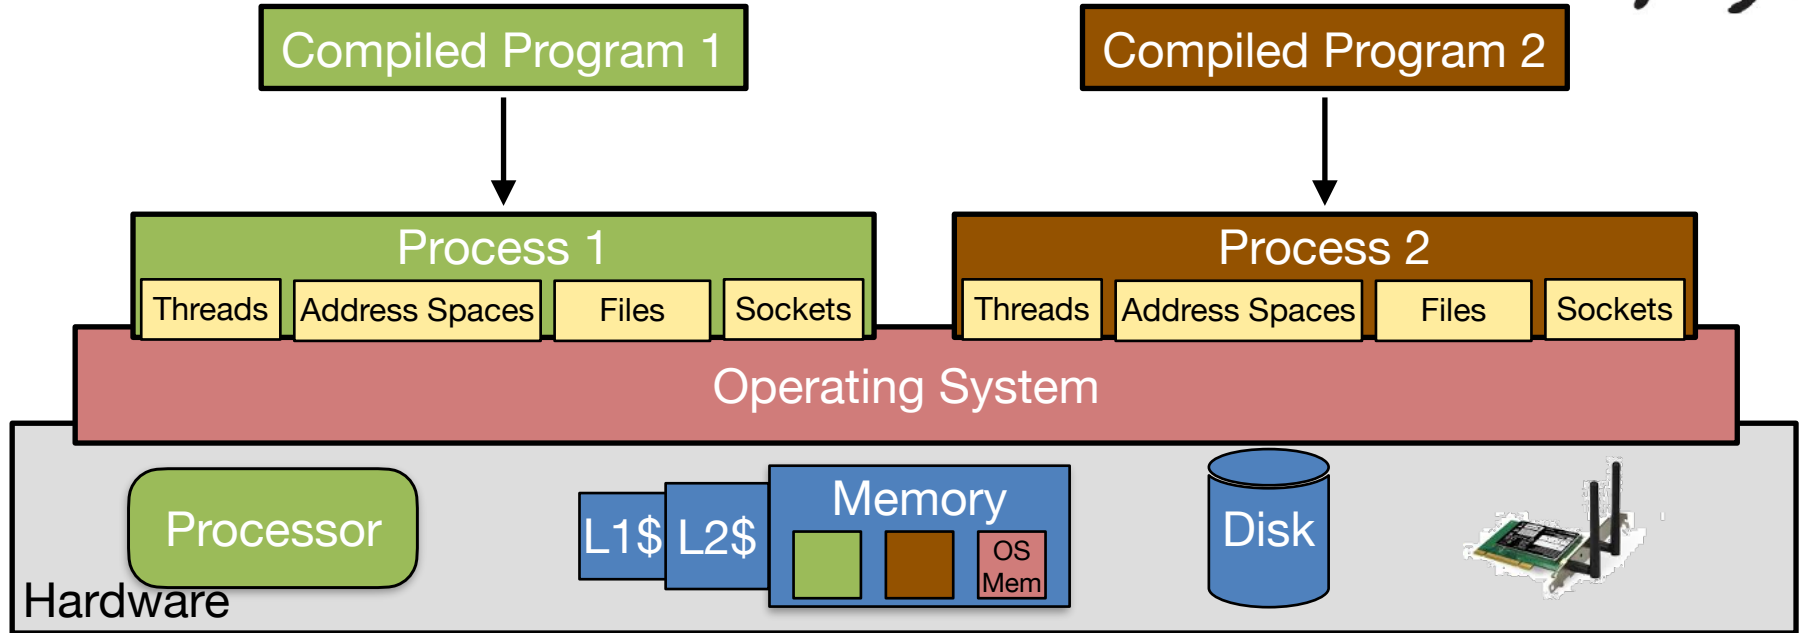 Compiled Program 1
Compiled Program 2
Process 1
Process 2
Threads
Address Spaces
Files
Sockets
Threads
Address Spaces
Files
Sockets
Operating System
Processor
L1$
L2$
Memory
OS
Mem
Disk
Hardware